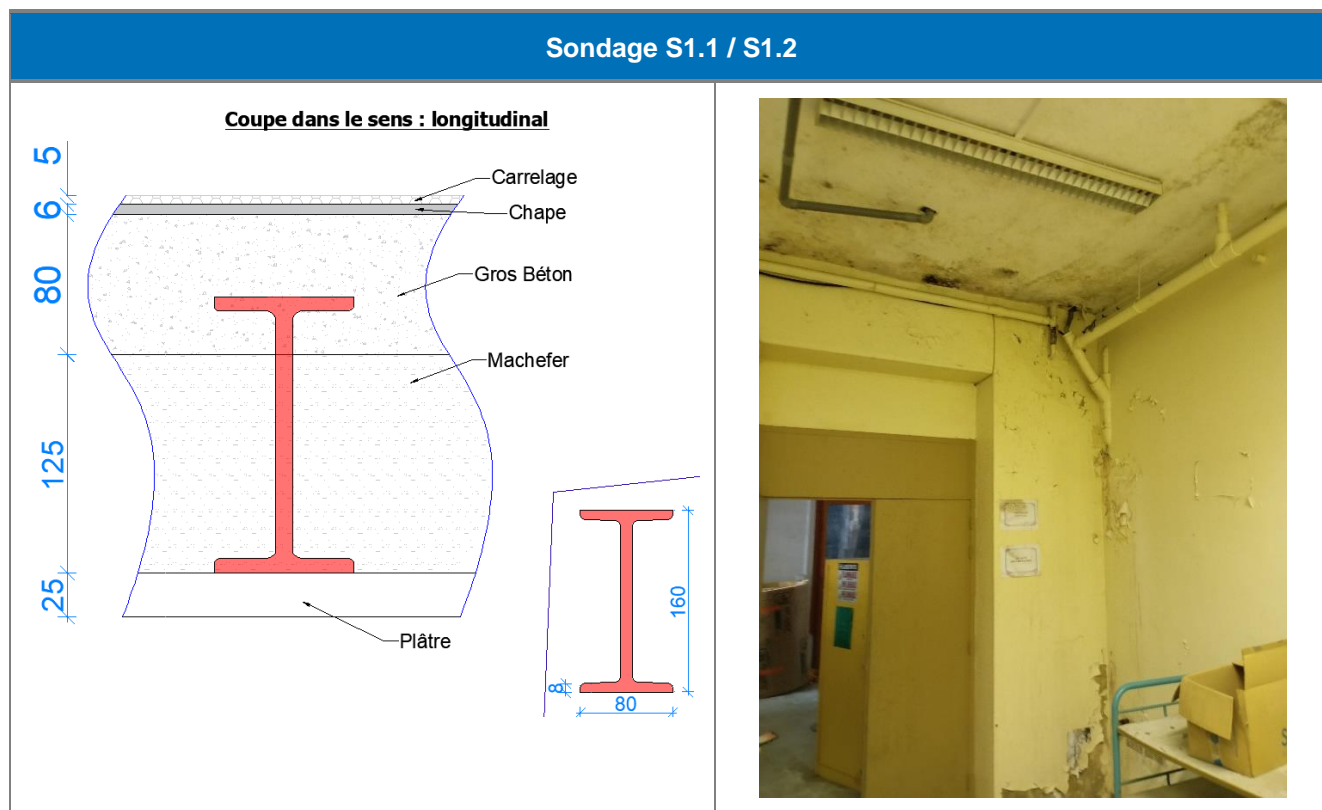 Sondage S1.1 / S1.2
Coupe dans le sens : longitudinal
5
6
80
125
25
Carrelage
Chape
Gros Béton
Machefer
Plâtre
160
8
80